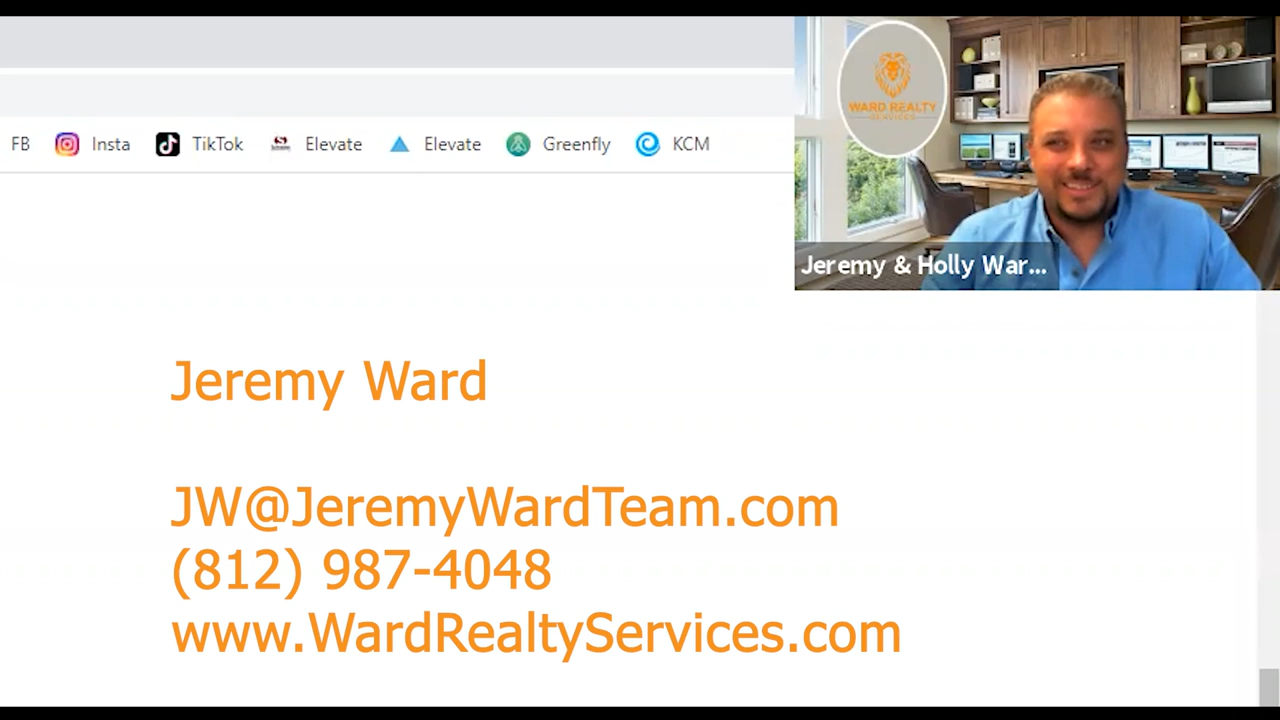 FB Insta TikTok Elevate Elevate Greenfly KCM
WARD REALTY
SERVICES
Jeremy & Holly War...
Jeremy Ward
JW@JeremyWardTeam.com
(812) 987-4048
www.WardRealtyServices.com